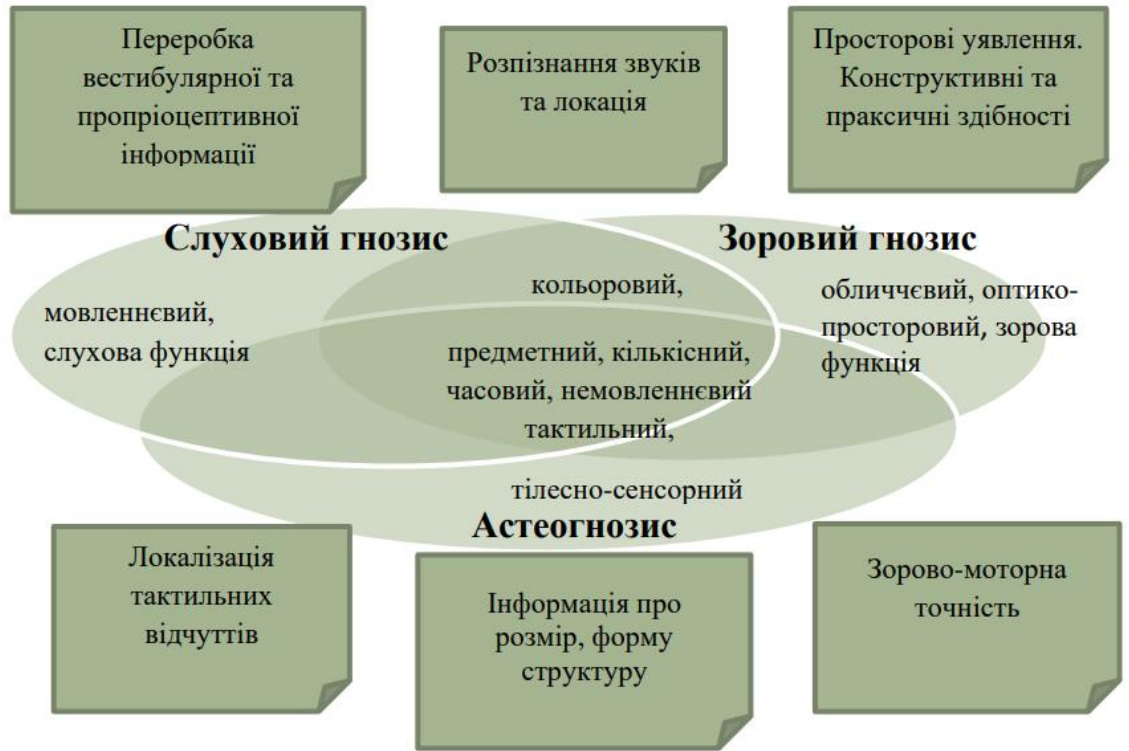 Переробка
вестибулярної та
пропріоцептивної
інформації
Розпізнання звуків
та локація
Просторові уявлення.
Конструктивні та
праксичні здібності
Слуховий гнозис
Зоровий гнозис
мовленнєвий,
слухова функція
кольоровий,
предметний, кількісний,
часовий, немовленнєвий
тактильний,
обличчєвий, оптико-
просторовий, зорова
функція
тілесно-сенсорний
Астеогнозис
Локалізація
тактильних
відчуттів
Інформація про
розмір, форму
структуру
Зорово-моторна
точність